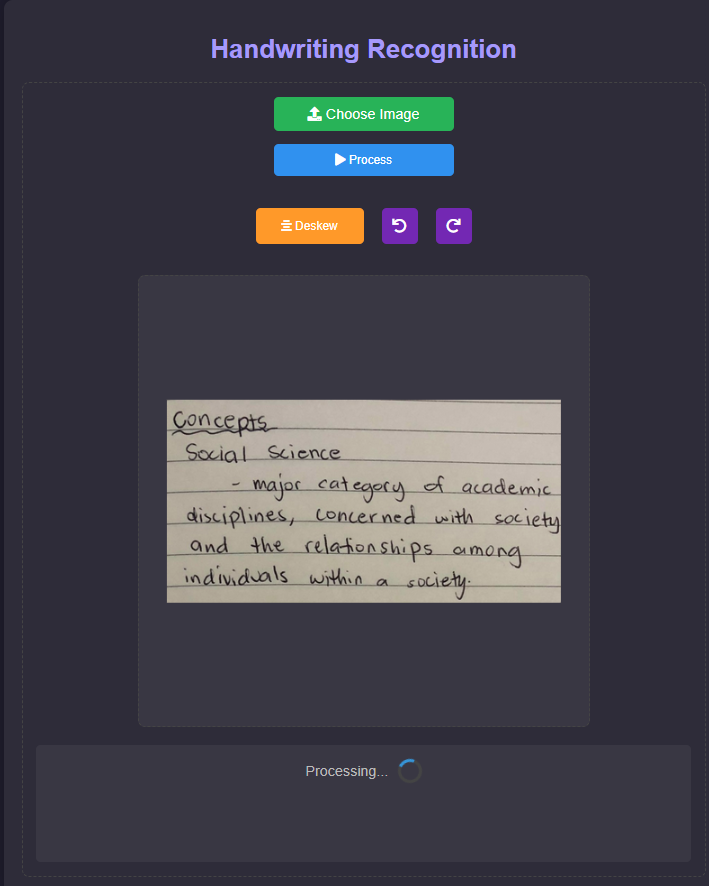 Handwriting Recognition
Choose Image
Process
Deskew
Concepts
Social Science
- major category of academic
disciplines, concerned with society
and the relationships among
individuals within a society.
Processing...